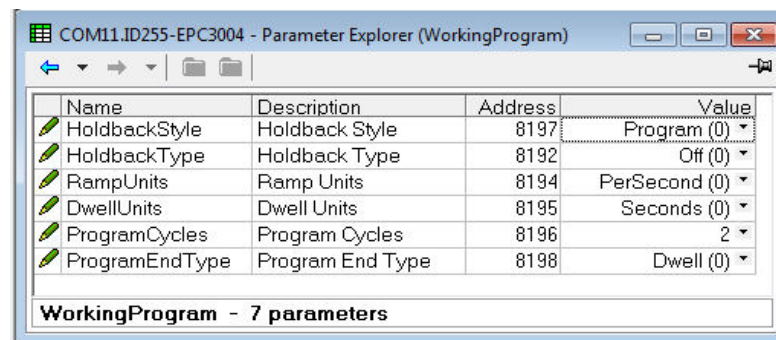 COM11.ID255-EPC3004 - Parameter Explorer (WorkingProgram)
Name Description Address Value
HoldbackStyle Holdback Style 8197 Program (0)
HoldbackType Holdback Type 8192 Off (0)
RampUnits Ramp Units 8194 PerSecond (0)
DwellUnits Dwell Units 8195 Seconds (0)
ProgramCycles Program Cycles 8196 2
ProgramEndType Program End Type 8198 Dwell (0)
WorkingProgram - 7 parameters